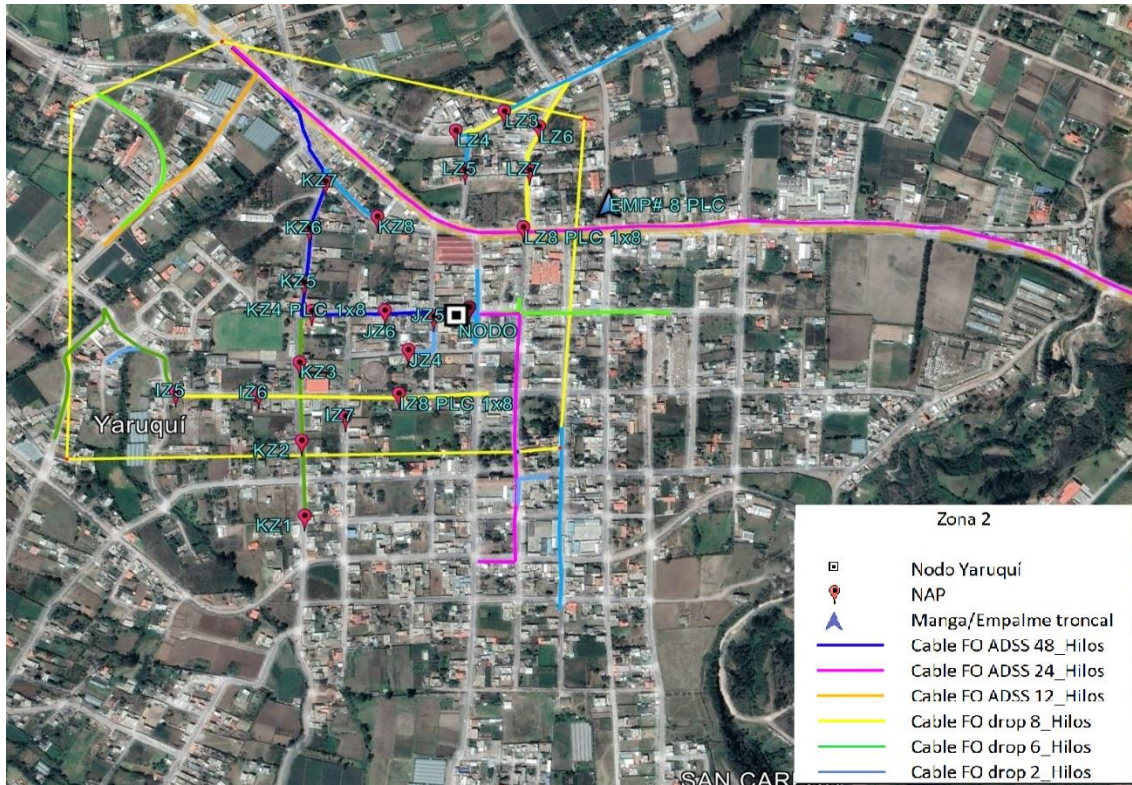 LZ3
LZ4
LZ6
LZ5
LZ7
KZ7
EMP# 8 PLC
KZ8
KZ6
LZ8 PLC 1x8
KZ5
KZ4 PLC 1x8
JZ6
JZ5
NODO
JZ4
KZ3
IZ5
IZ6
IZ8 PLC 1x8
IZ7
Yaruquí
KZ2
KZ1
Zona 2
Nodo Yaruquí
NAP
Manga/Empalme troncal
Cable FO ADSS 48_Hilos
Cable FO ADSS 24_Hilos
Cable FO ADSS 12_Hilos
Cable FO drop 8_Hilos
Cable FO drop 6_Hilos
Cable FO drop 2_Hilos